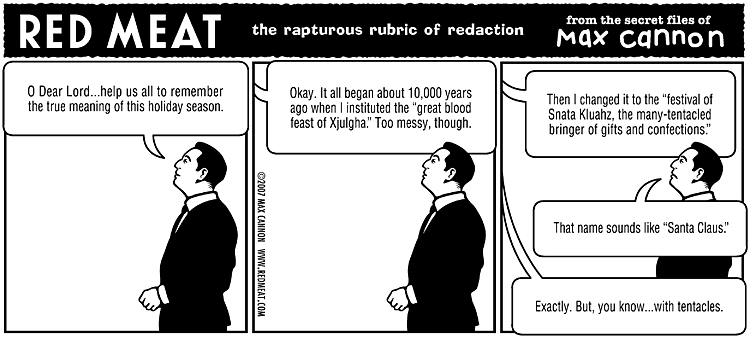 RED MEAT
the rapturous rubric of redaction
from the secret files of
Max Cannon
O Dear Lord...help us all to remember
the true meaning of this holiday season.
Okay. It all began about 10,000 years
ago when I instituted the “great blood
feast of Xjulgha.” Too messy, though.
©2007 MAX CANNON WWW.REDMEAT.COM
Then I changed it to the “festival of
Snata Kluahz, the many-tentacled
bringer of gifts and confections.”
That name sounds like “Santa Claus.”
Exactly. But, you know...with tentacles.